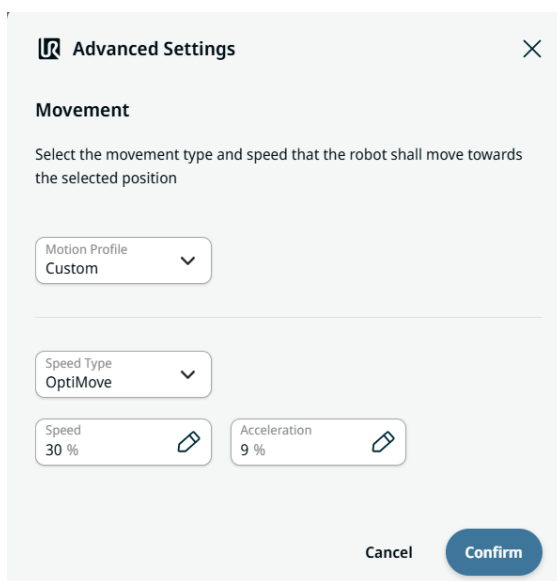 UR Advanced Settings
Movement
Select the movement type and speed that the robot shall move towards
the selected position
Motion Profile
Custom
Speed Type
OptiMove
Speed
30 %
Acceleration
9 %
Cancel
Confirm